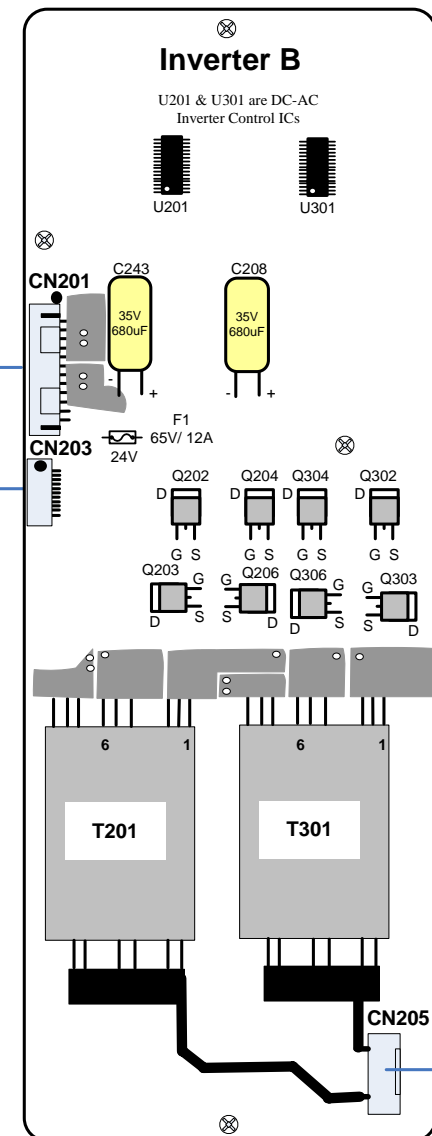 Inverter B
U201 & U301 are DC-AC
Inverter Control ICs
U201
U301
CN201
C243
C208
35V
680uF
35V
680uF
- +
- +
F1
65V/ 12A
24V
CN203
Q202
Q204
Q304
Q302
D
D
D
D
G S
G S
G S
G S
Q203
Q206
Q306
Q303
G
S
D
G
S
D
G
S
D
G
S
D
6
1
6
1
T201
T301
CN205